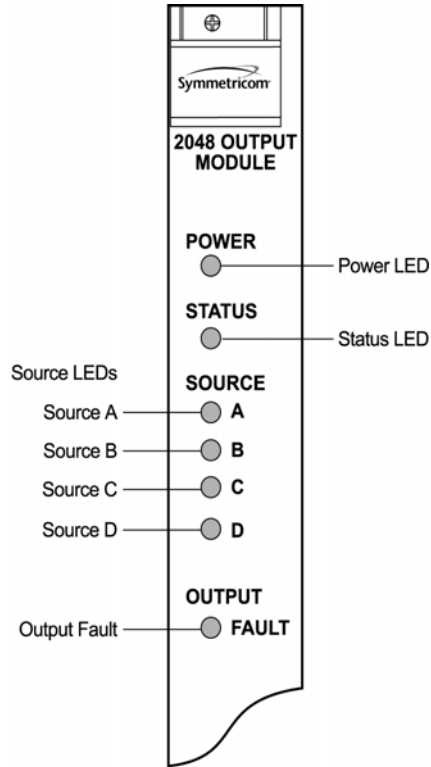 Symmetricom
2048 OUTPUT
MODULE
POWER
Power LED
STATUS
Status LED
Source LEDs
SOURCE
Source A
A
Source B
B
Source C
C
Source D
D
OUTPUT
Output Fault
FAULT